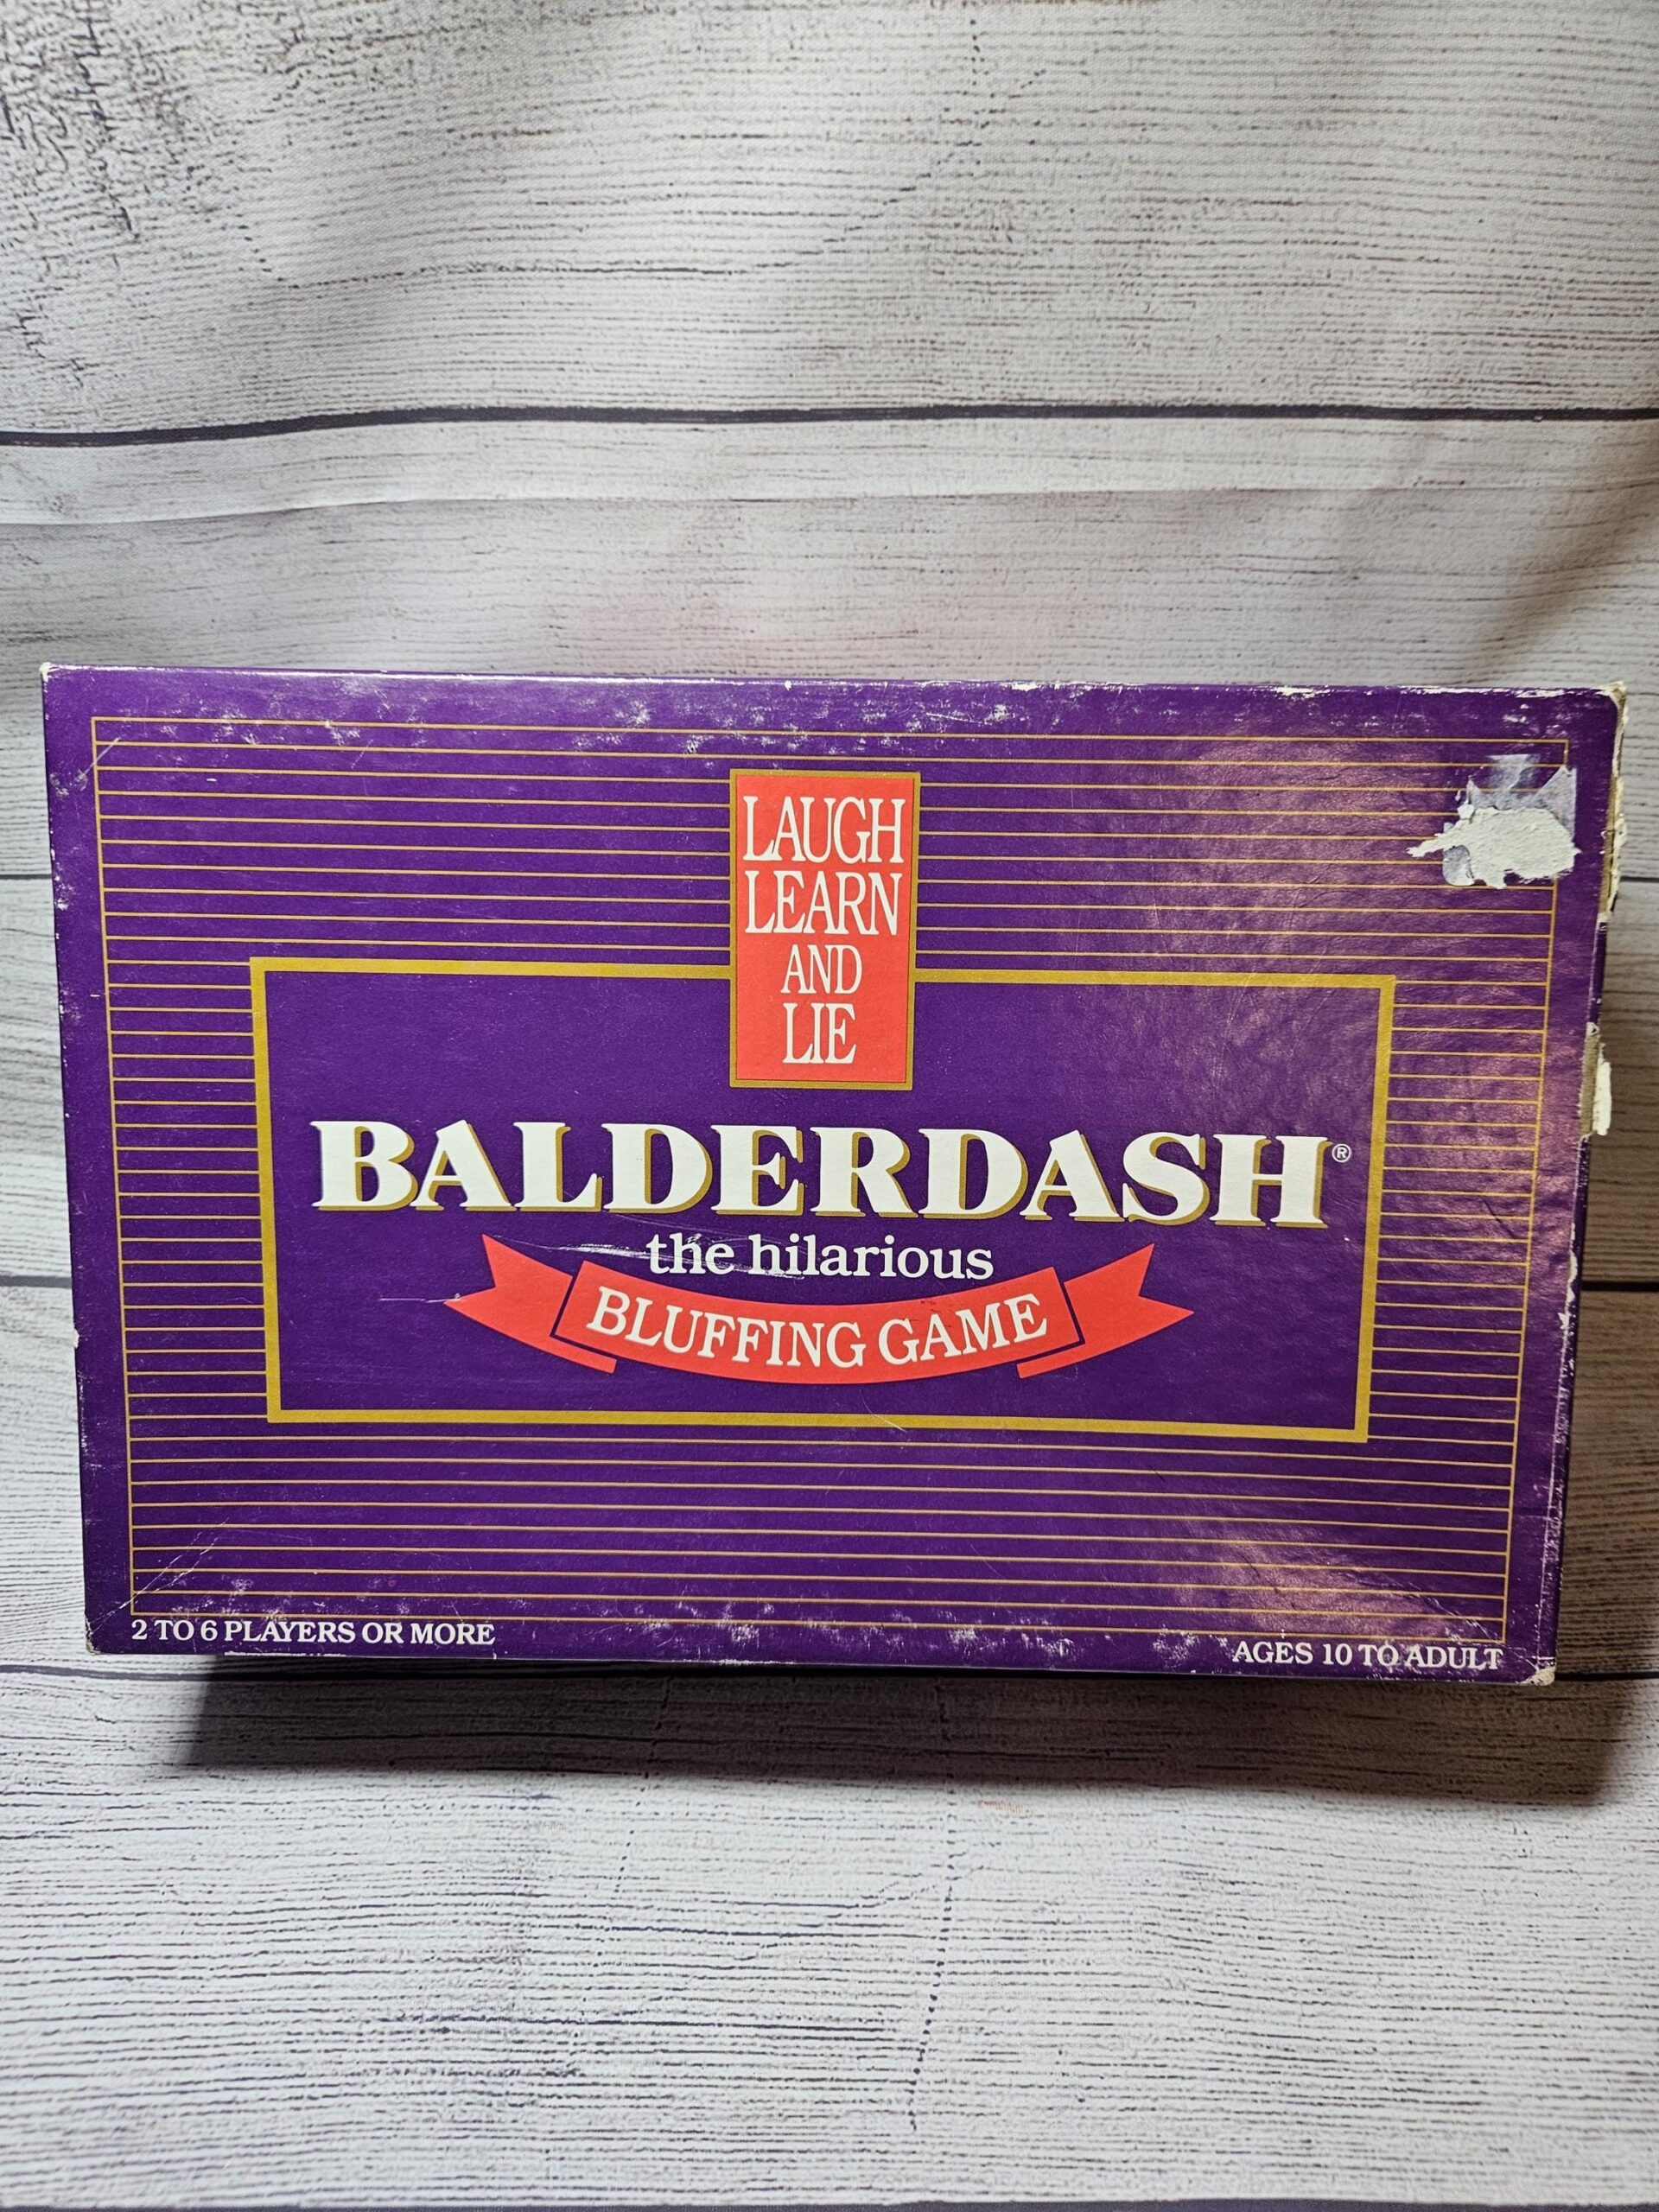 LAUGH
LEARN
AND
LIE
BALDERDASH®
the hilarious
BLUFFING GAME
2 TO 6 PLAYERS OR MORE
AGES 10 TO ADULT